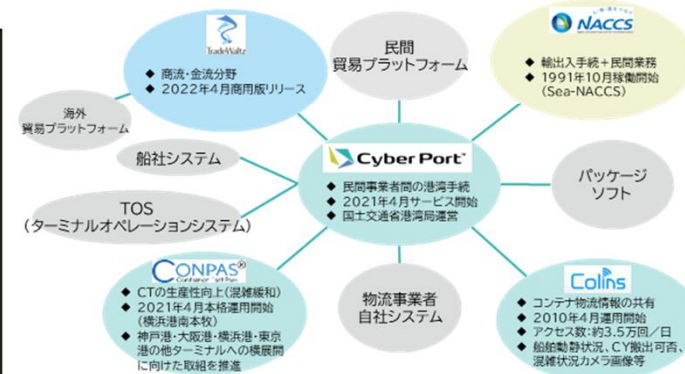 TradeWaltz
◆ 商流・金流分野
◆ 2022年4月商用版リリース
民間
貿易プラットフォーム
NACCS
◆ 輸出入手続＋民間業務
◆ 1991年10月稼働開始
(Sea-NACCS)
海外
貿易プラットフォーム
船社システム
TOS
(ターミナルオペレーションシステム)
Cyber Port™
◆ 民間事業者間の港湾手続
◆ 2021年4月サービス開始
◆ 国土交通省港湾局運営
パッケージ
ソフト
CONPAS®
◆ CTの生産性向上(混雑緩和)
◆ 2021年4月本格運用開始
(横浜港南本牧)
◆ 神戸港・大阪港・横浜港・東京
港の他ターミナルへの横展開
に向けた取組を推進
物流事業者
自社システム
Colins
◆ コンテナ物流情報の共有
◆ 2010年4月運用開始
◆ アクセス数：約3.5万回／日
◆ 船舶動静状況、CY搬出可否、
混雑状況カメラ画像等